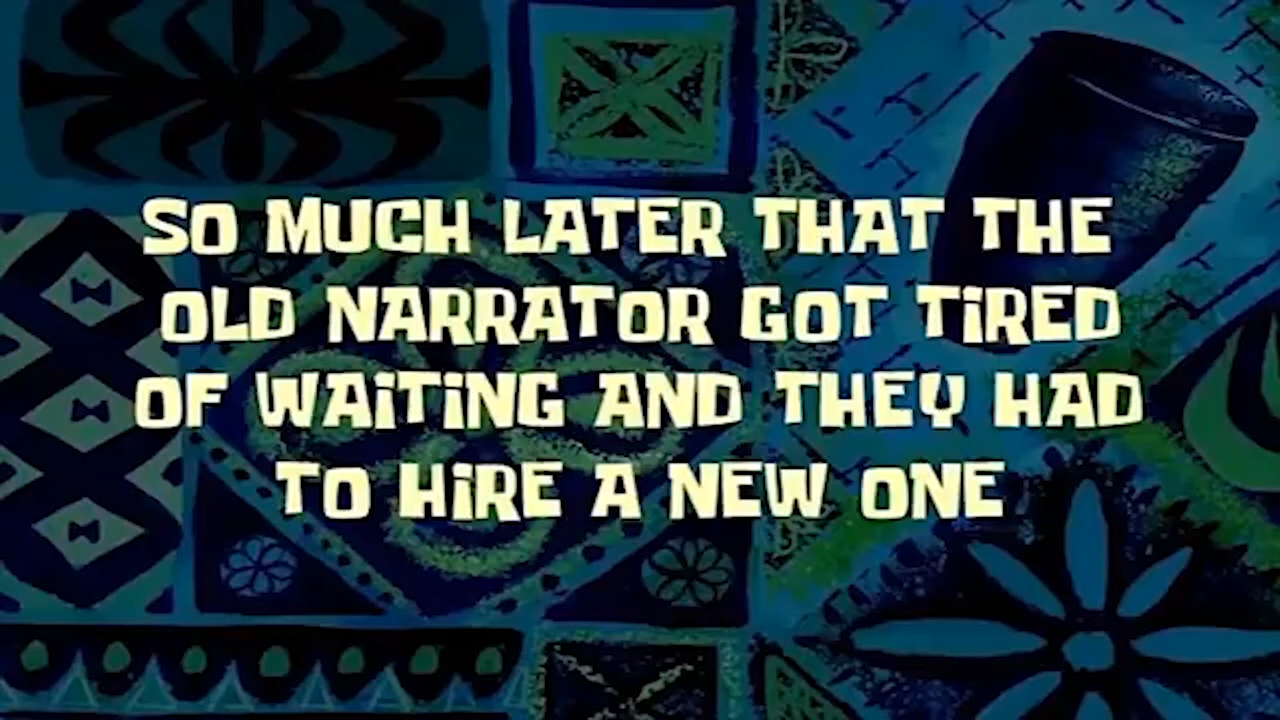 SO MUCH LATER THAT THE
OLD NARRATOR GOT TiRED
OF WAiTiNG AND THEY HAD
TO HiRE A NEW ONE